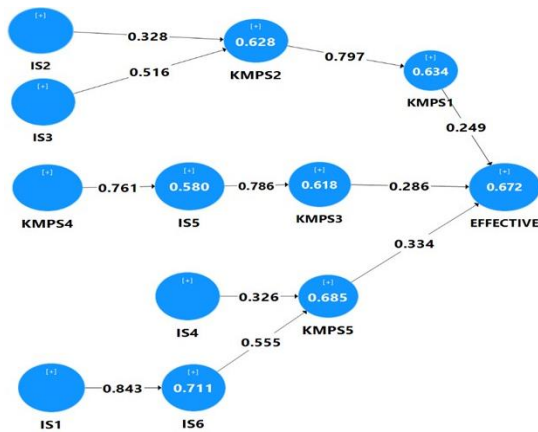 [+]
IS2
0.328
[+]
0.628
KMPS2
0.797
[+]
0.634
KMPS1
[+]
IS3
0.516
0.249
[+]
KMPS4
0.761
[+]
0.580
IS5
0.786
[+]
0.618
KMPS3
0.286
[+]
0.672
EFFECTIVE
0.334
[+]
IS4
0.326
[+]
0.685
KMPS5
0.555
[+]
IS1
0.843
[+]
0.711
IS6